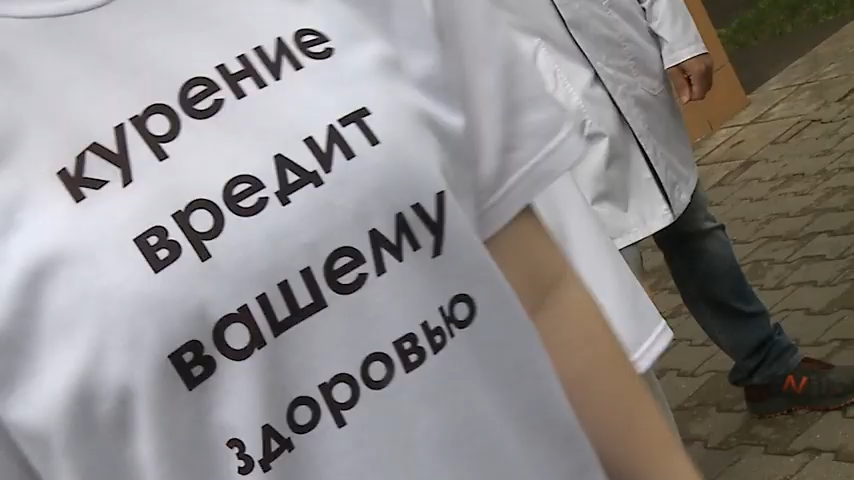 курение
вредит
вашему
здоровью
N